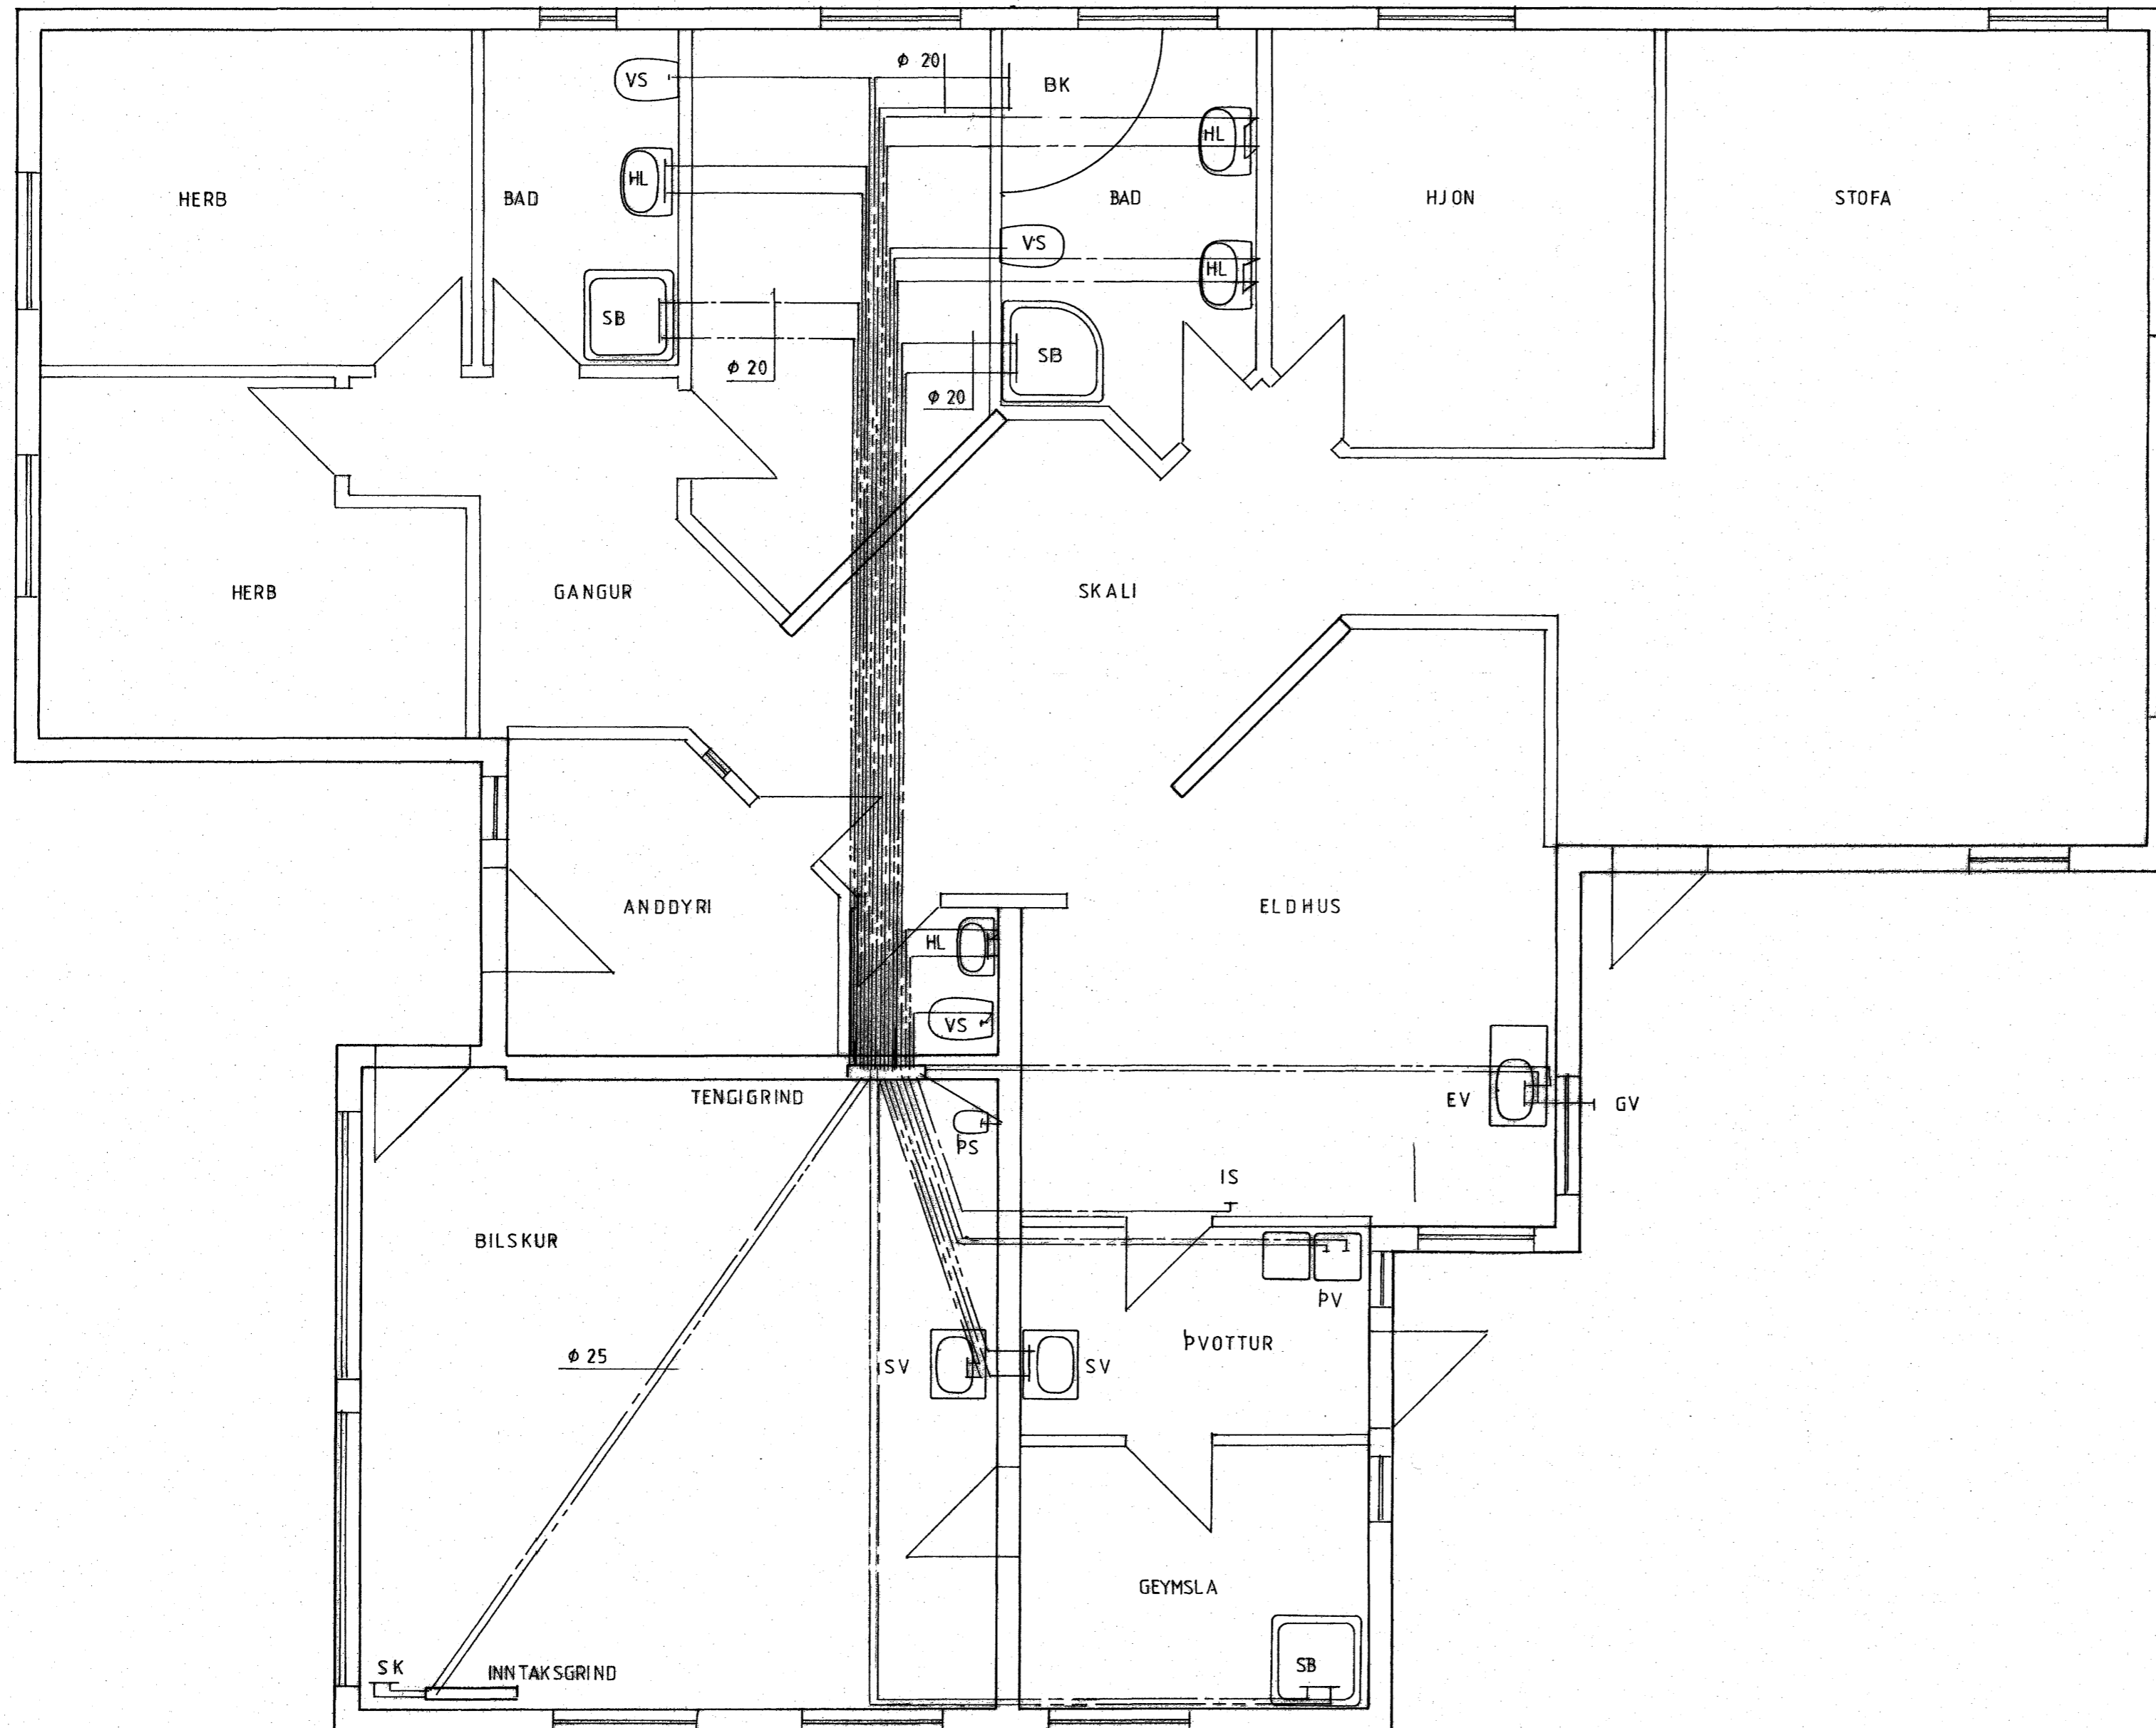 φ 20
VS
BK
HL
HL
HERB
BAD
BAD
HJON
STOFA
VS
HL
SB
SB
φ 20
φ 20
HERB
GANGUR
SKALI
ANDDYRI
ELDHUS
HL
VS
TENGIGRIND
EV
GV
ÞS
IS
BILSKUR
ÞV
ÞVOTTUR
φ 25
SV
SV
GEYMSLA
SK
INNTAKSGRIND
SB